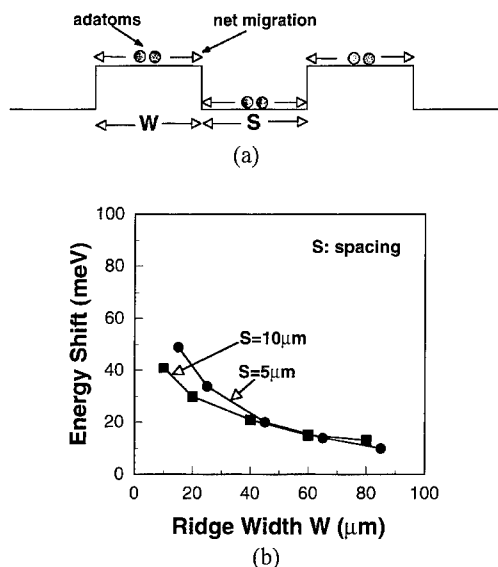 adatoms
net migration
W
S
(a)
100
80
60
40
20
0
Energy Shift (meV)
S: spacing
S=10μm
S=5μm
0 20 40 60 80 100
Ridge Width W (μm)
(b)